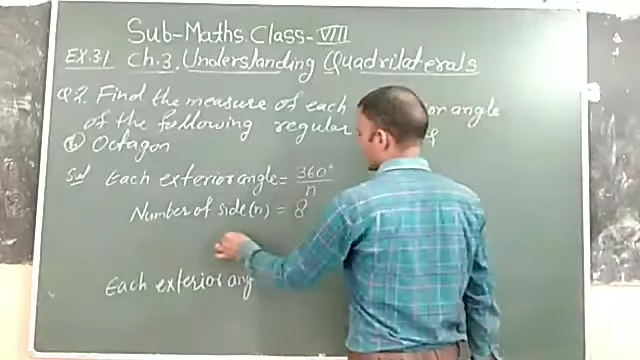 Sub-Maths. Class-VIII
EX.3.1 Ch.3. Understanding Quadrilaterals
Q2. Find the measure of each angle
of the following regular
(b) Octagon
Sol Each exterior angle = 360°/n
Number of side(n) = 8
Each exterior ang